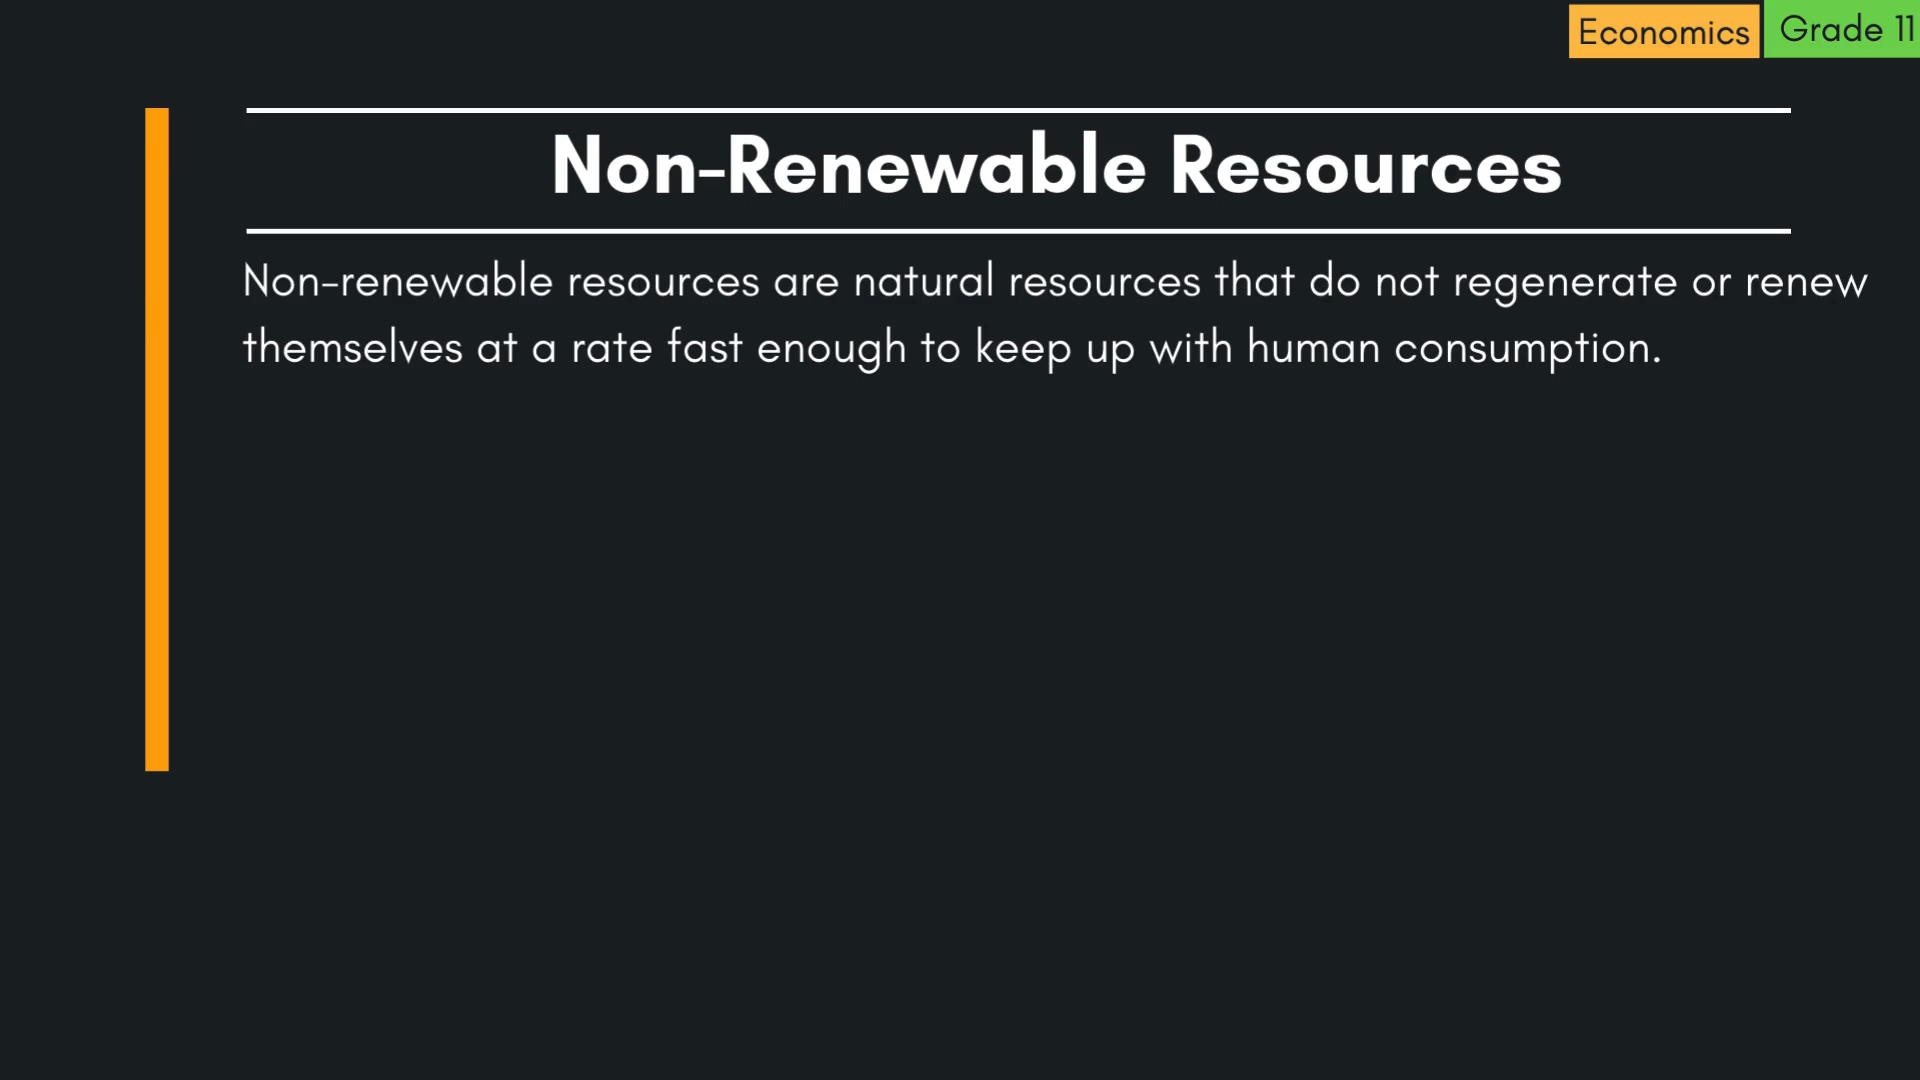 Economics
Grade 11
Non-Renewable Resources
Non-renewable resources are natural resources that do not regenerate or renew
themselves at a rate fast enough to keep up with human consumption.